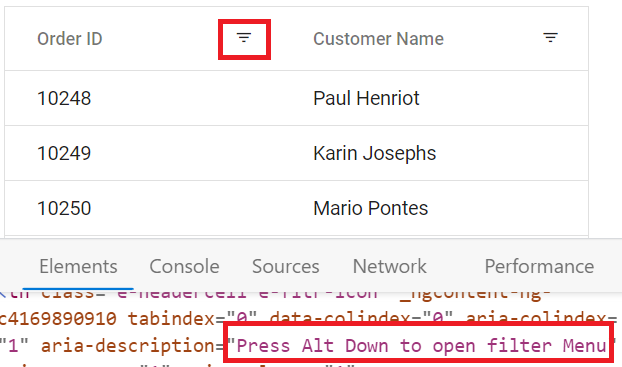 Order ID Customer Name
10248 Paul Henriot
10249 Karin Josephs
10250 Mario Pontes
Elements Console Sources Network Performance
<th class="e-headercell e-fltr-icon" _ngcontent-ng-
c4169890910 tabindex="0" data-colindex="0" aria-colindex=
"1" aria-description="Press Alt Down to open filter Menu"